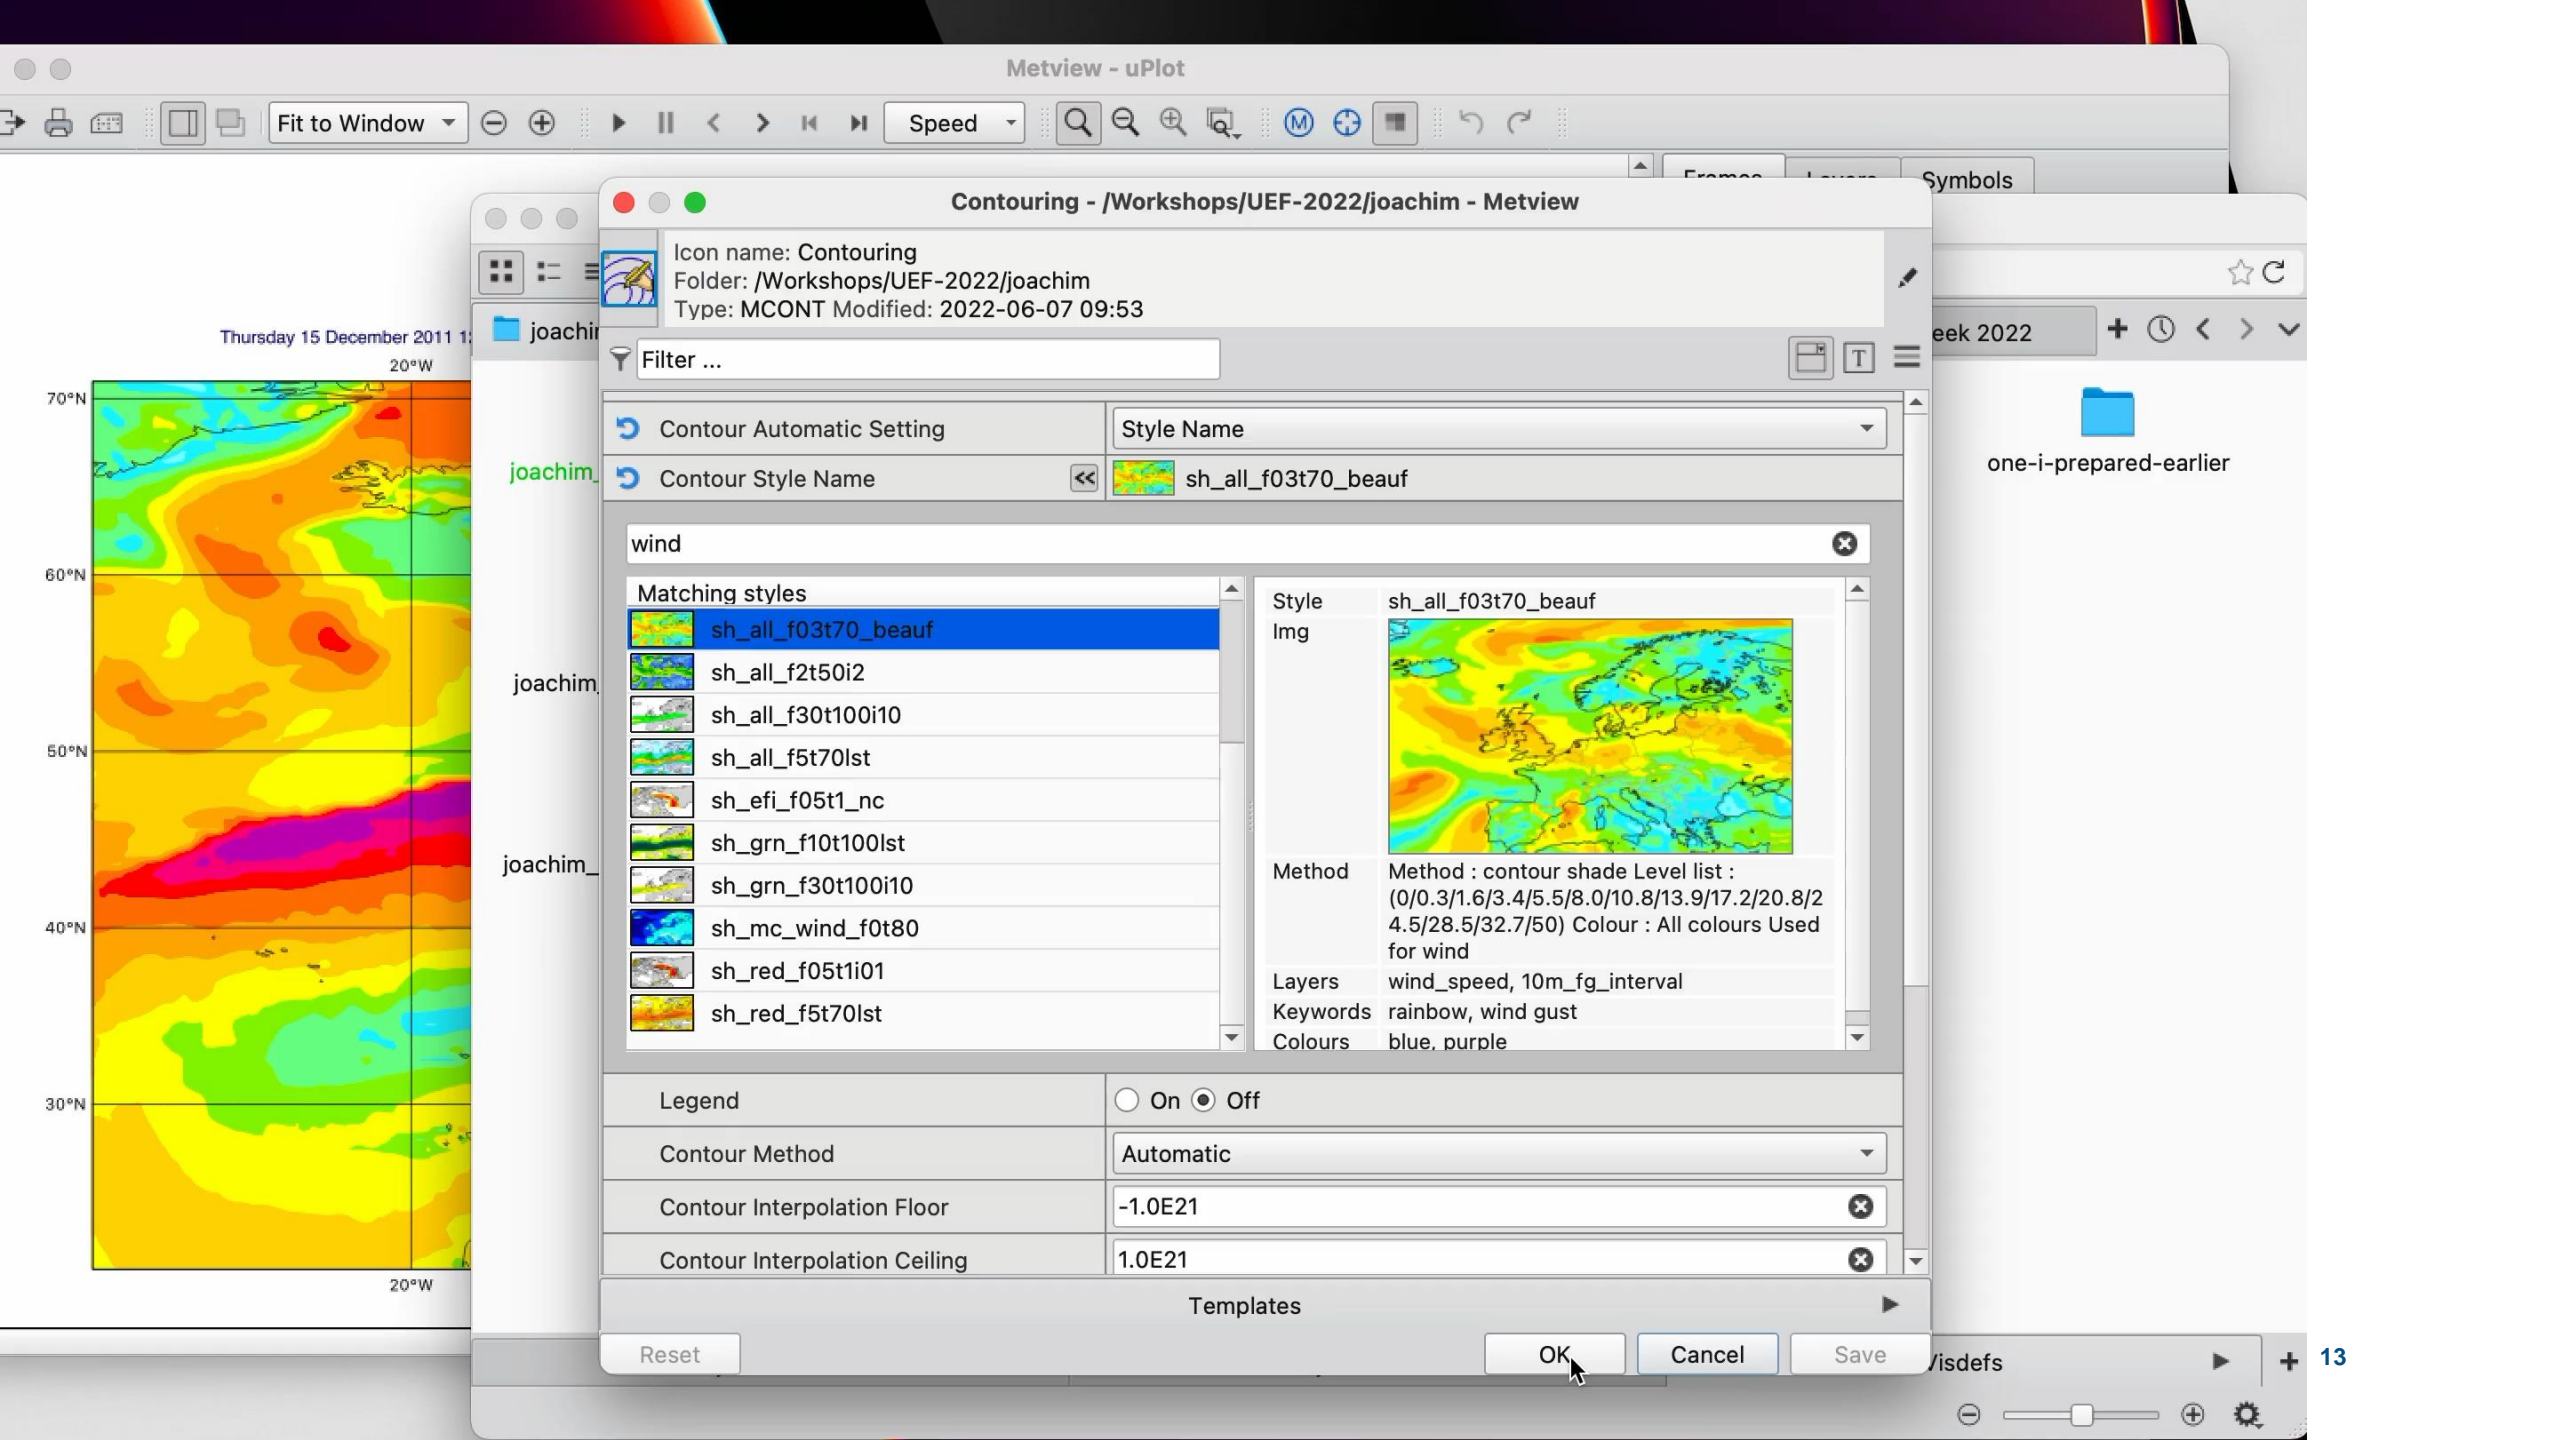 Metview - uPlot
Fit to Window
Speed
Frames Layers Symbols
Contouring - /Workshops/UEF-2022/joachim - Metview
Icon name: Contouring
Folder: /Workshops/UEF-2022/joachim
Type: MCONT Modified: 2022-06-07 09:53
Thursday 15 December 2011
joachi
eek 2022
Filter ...
T
20°W
70°N
60°N
50°N
40°N
30°N
20°W
joachim_
joachim_
joachim_
one-i-prepared-earlier
Contour Automatic Setting Style Name
Contour Style Name << sh_all_f03t70_beauf
wind
Matching styles
sh_all_f03t70_beauf
sh_all_f2t50i2
sh_all_f30t100i10
sh_all_f5t70lst
sh_efi_f05t1_nc
sh_grn_f10t100lst
sh_grn_f30t100i10
sh_mc_wind_f0t80
sh_red_f05t1i01
sh_red_f5t70lst
Style sh_all_f03t70_beauf
Img
Method Method : contour shade Level list :
(0/0.3/1.6/3.4/5.5/8.0/10.8/13.9/17.2/20.8/2
4.5/28.5/32.7/50) Colour : All colours Used
for wind
Layers wind_speed, 10m_fg_interval
Keywords rainbow, wind gust
Colours blue, purple
Legend On Off
Contour Method Automatic
Contour Interpolation Floor -1.0E21
Contour Interpolation Ceiling 1.0E21
Templates
Reset OK Cancel Save
Visdefs
13